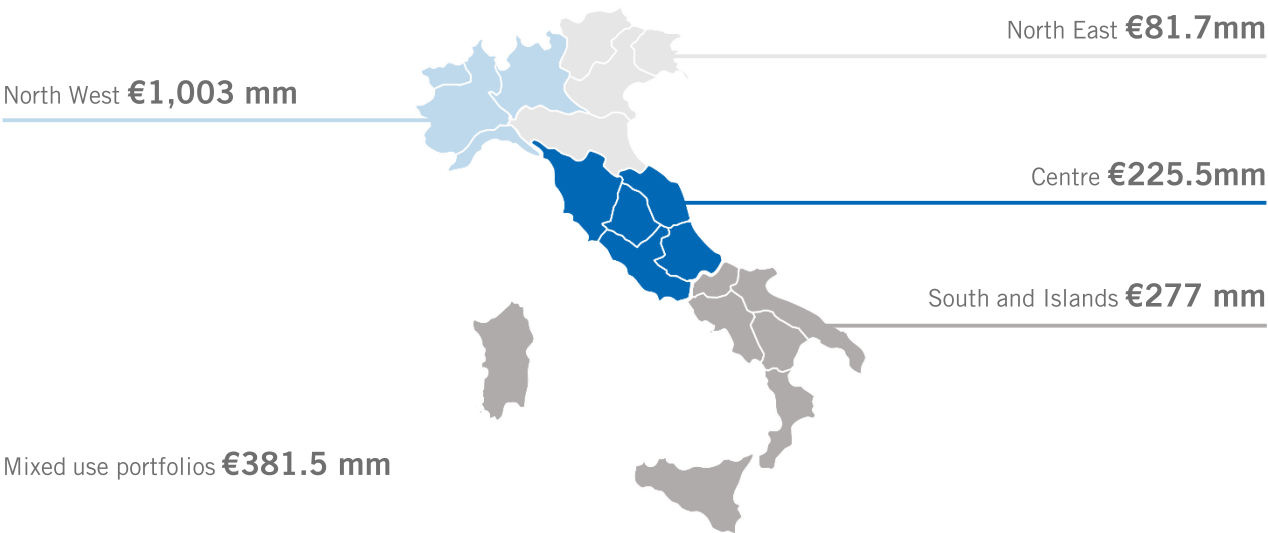 North East €81.7mm
North West €1,003 mm
Centre €225.5mm
South and Islands €277 mm
Mixed use portfolios €381.5 mm